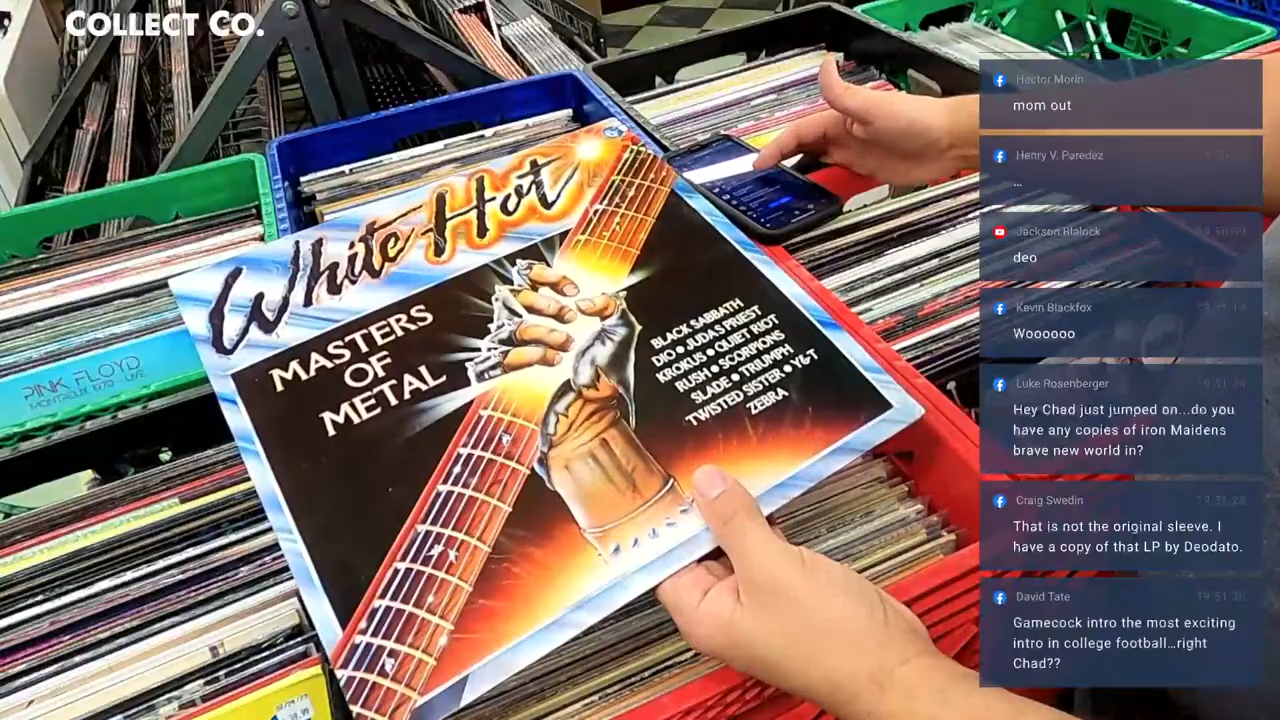 COLLECT CO.
White Hot
MASTERS
OF
METAL
BLACK SABBATH
DIO • JUDAS PRIEST
KROKUS • QUIET RIOT
RUSH • SCORPIONS
SLADE • TRIUMPH
TWISTED SISTER • Y&T
ZEBRA
PINK FLOYD
MONTREUX 1970 - LIVE
Hector Morin
mom out
Henry V. Paredez
...
Jackson Blalock
deo
Kevin Blackfox
Woooooo
Luke Rosenberger
Hey Chad just jumped on...do you
have any copies of iron Maidens
brave new world in?
Craig Swedin
That is not the original sleeve. I
have a copy of that LP by Deodato.
David Tate
Gamecock intro the most exciting
intro in college football...right
Chad??